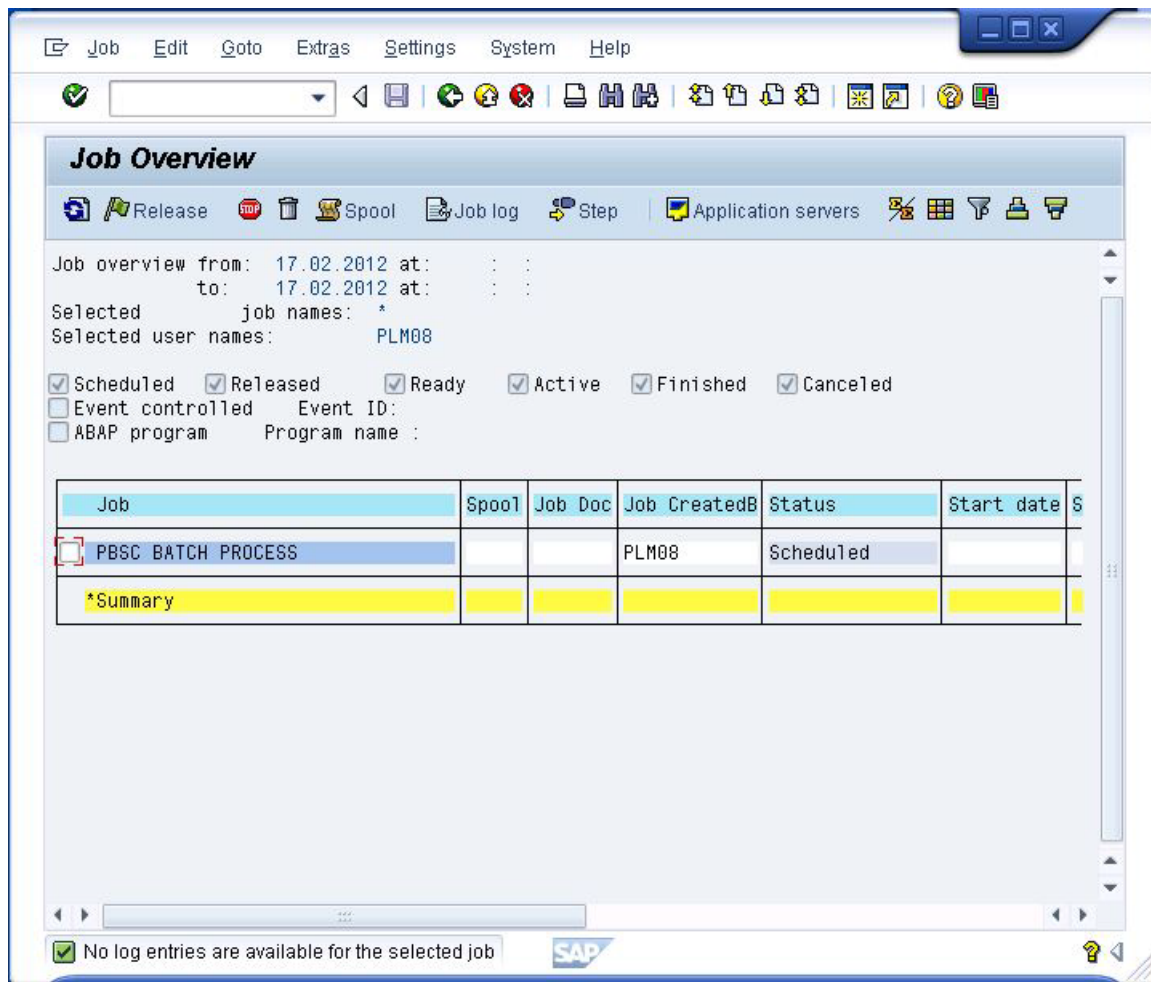 Job Edit Goto Extras Settings System Help
Job Overview
Release STOP Spool Job log Step Application servers
Job overview from: 17.02.2012 at: : :
to: 17.02.2012 at: : :
Selected job names: *
Selected user names: PLM08
Scheduled Released Ready Active Finished Canceled
Event controlled Event ID:
ABAP program Program name :
Job Spool Job Doc Job CreatedB Status Start date S
PBSC BATCH PROCESS PLM08 Scheduled
*Summary
No log entries are available for the selected job SAP